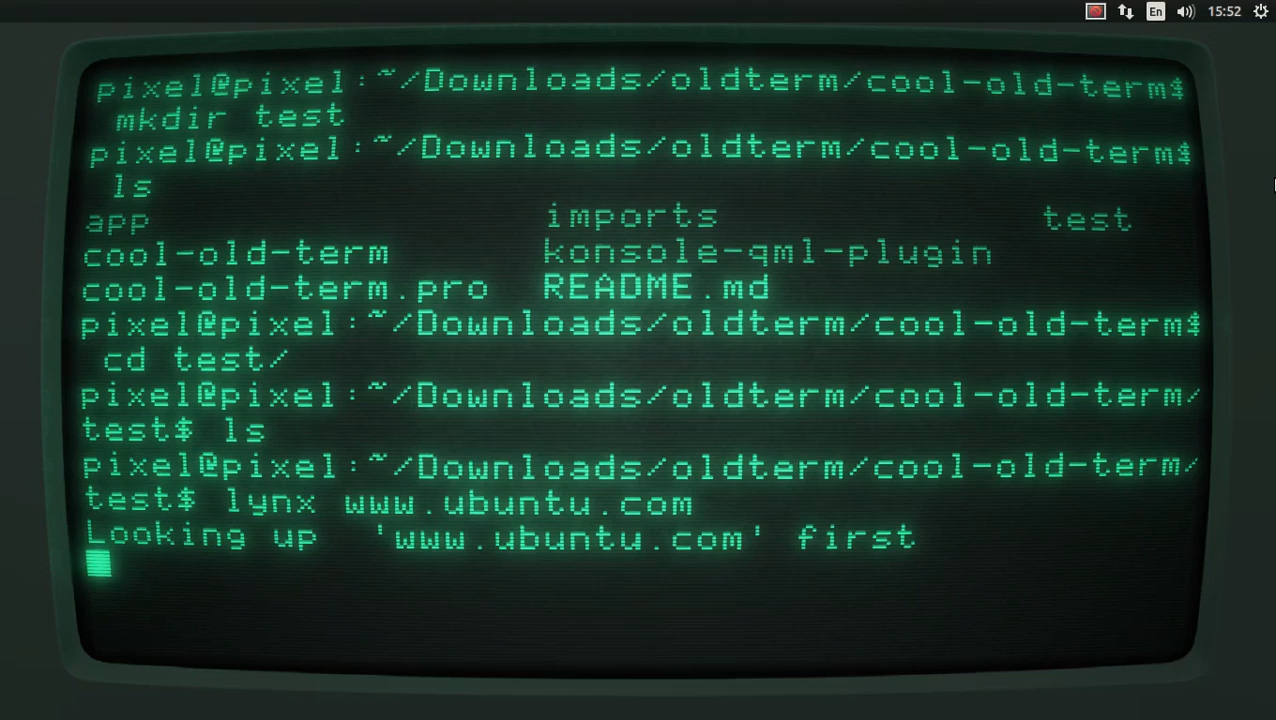 En 15:52
pixel@pixel:~/Downloads/oldterm/cool-old-term$
mkdir test
pixel@pixel:~/Downloads/oldterm/cool-old-term$
ls
app imports test
cool-old-term konsole-qml-plugin
cool-old-term.pro README.md
pixel@pixel:~/Downloads/oldterm/cool-old-term$
cd test/
pixel@pixel:~/Downloads/oldterm/cool-old-term/
test$ ls
pixel@pixel:~/Downloads/oldterm/cool-old-term/
test$ lynx www.ubuntu.com
Looking up 'www.ubuntu.com' first